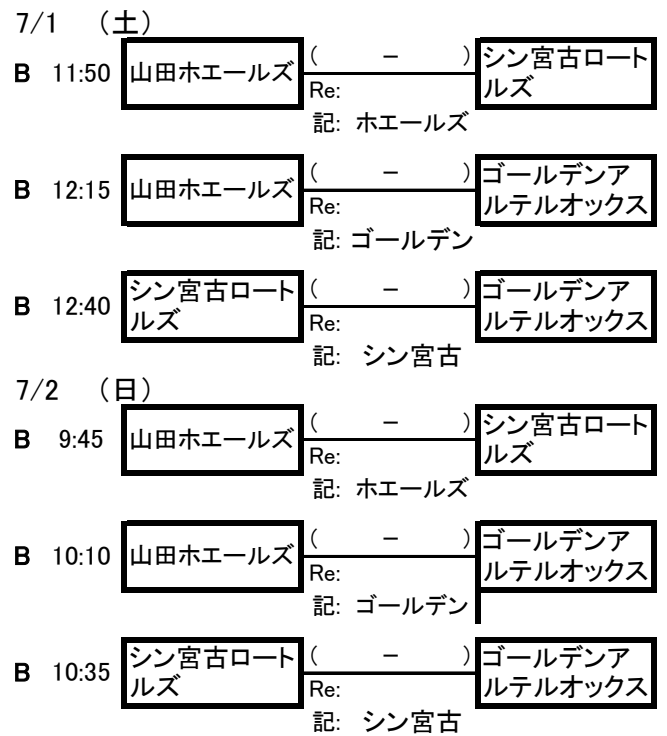 7/1 （土）
B 11:50 山田ホエールズ ( － ) シン宮古ロート
ルズ
Re:
記: ホエールズ
B 12:15 山田ホエールズ ( － ) ゴールデンア
ルテルオックス
Re:
記: ゴールデン
B 12:40 シン宮古ロート ( － ) ゴールデンア
ルズ ルテルオックス
Re:
記: シン宮古
7/2 （日）
B 9:45 山田ホエールズ ( － ) シン宮古ロート
ルズ
Re:
記: ホエールズ
B 10:10 山田ホエールズ ( － ) ゴールデンア
ルテルオックス
Re:
記: ゴールデン
B 10:35 シン宮古ロート ( － ) ゴールデンア
ルズ ルテルオックス
Re:
記: シン宮古